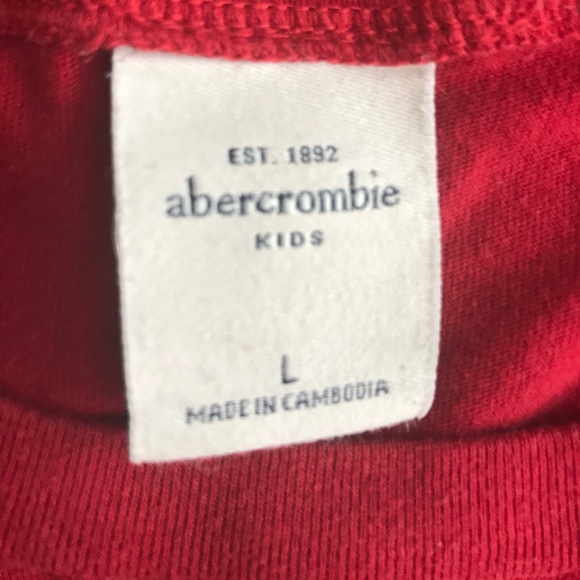 EST. 1892
abercrombie
KIDS
L
MADE IN CAMBODIA